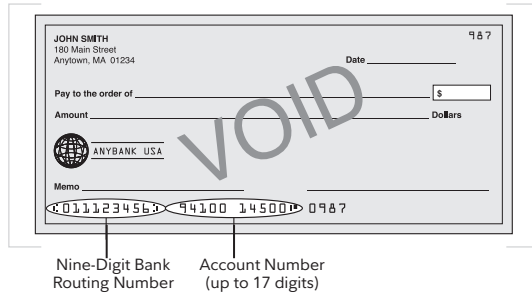 JOHN SMITH 987
180 Main Street
Anytown, MA 01234
Date
Pay to the order of $
Amount Dollars
VOID
ANYBANK USA
Memo
⑆011123456⑆ 94100 14500⑈ 0987
Nine-Digit Bank Account Number
Routing Number (up to 17 digits)